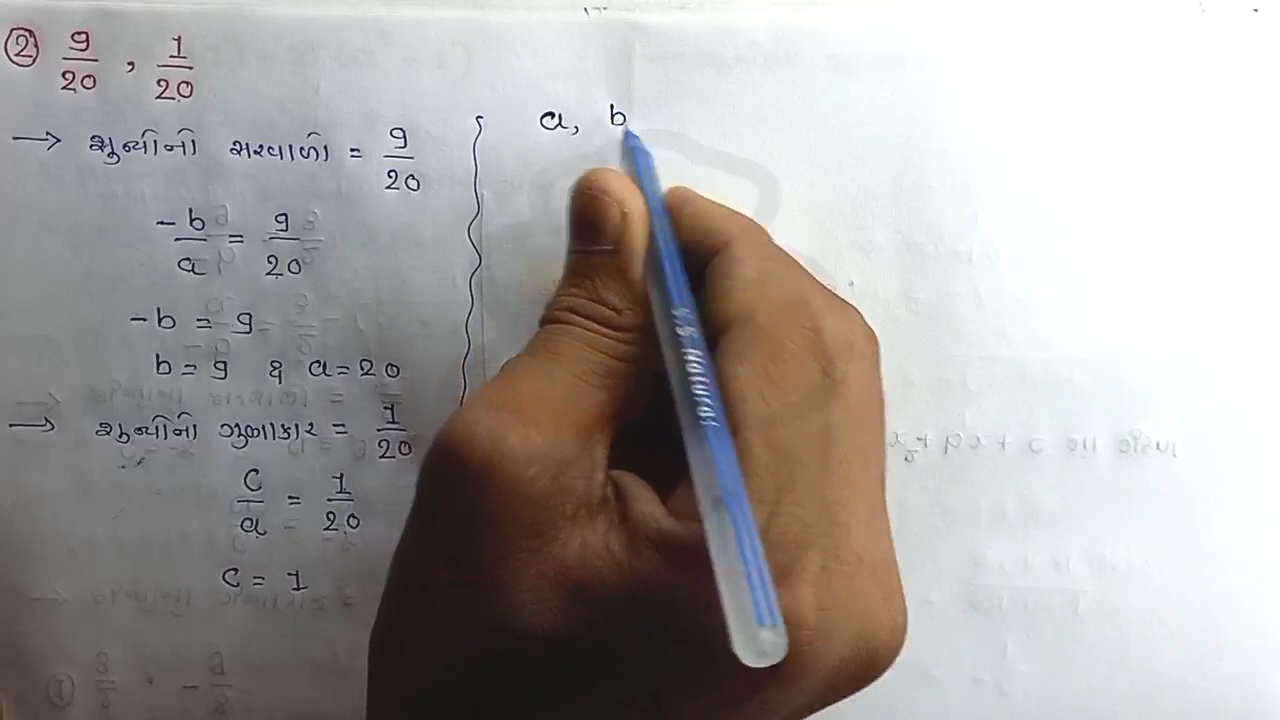 ② 9/20 , 1/20
→ શૂન્યોનો સરવાળો = 9/20
-b/a = 9/20
-b = 9
b = 9 & a = 20
→ શૂન્યોનો ગુણાકાર = 1/20
c/a = 1/20
c = 1
a, b